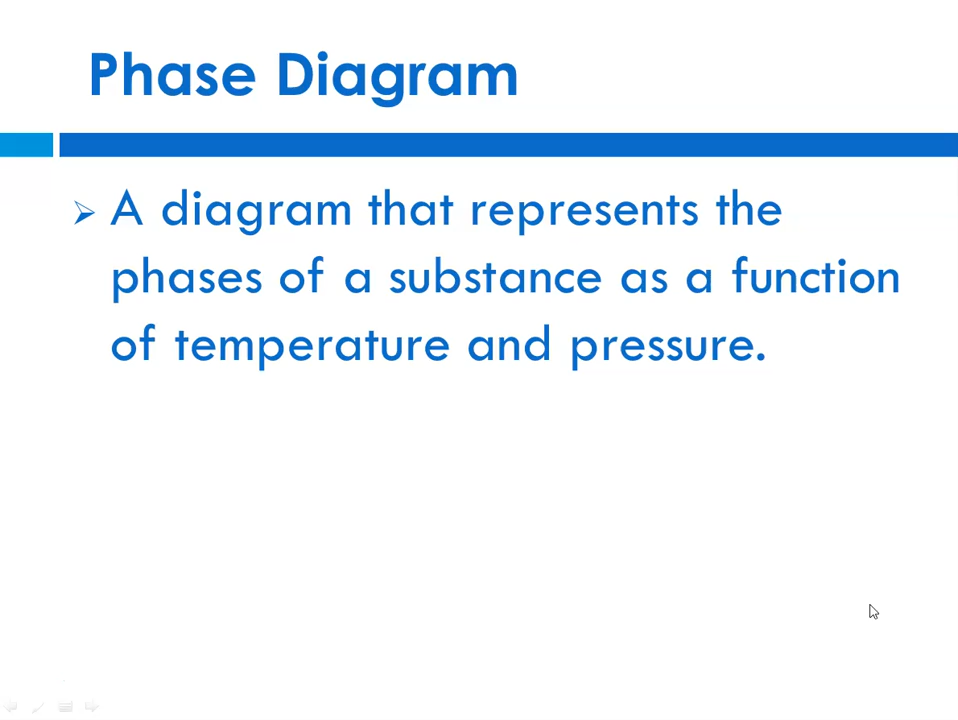 Phase Diagram
A diagram that represents the
phases of a substance as a function
of temperature and pressure.